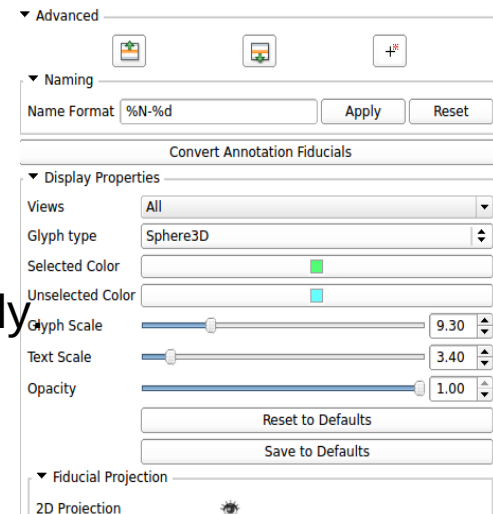 Advanced
Naming
Name Format %N-%d Apply Reset
Convert Annotation Fiducials
Display Properties
Views All
Glyph type Sphere3D
Selected Color
Unselected Color
ly.
Glyph Scale 9.30
Text Scale 3.40
Opacity 1.00
Reset to Defaults
Save to Defaults
Fiducial Projection
2D Projection